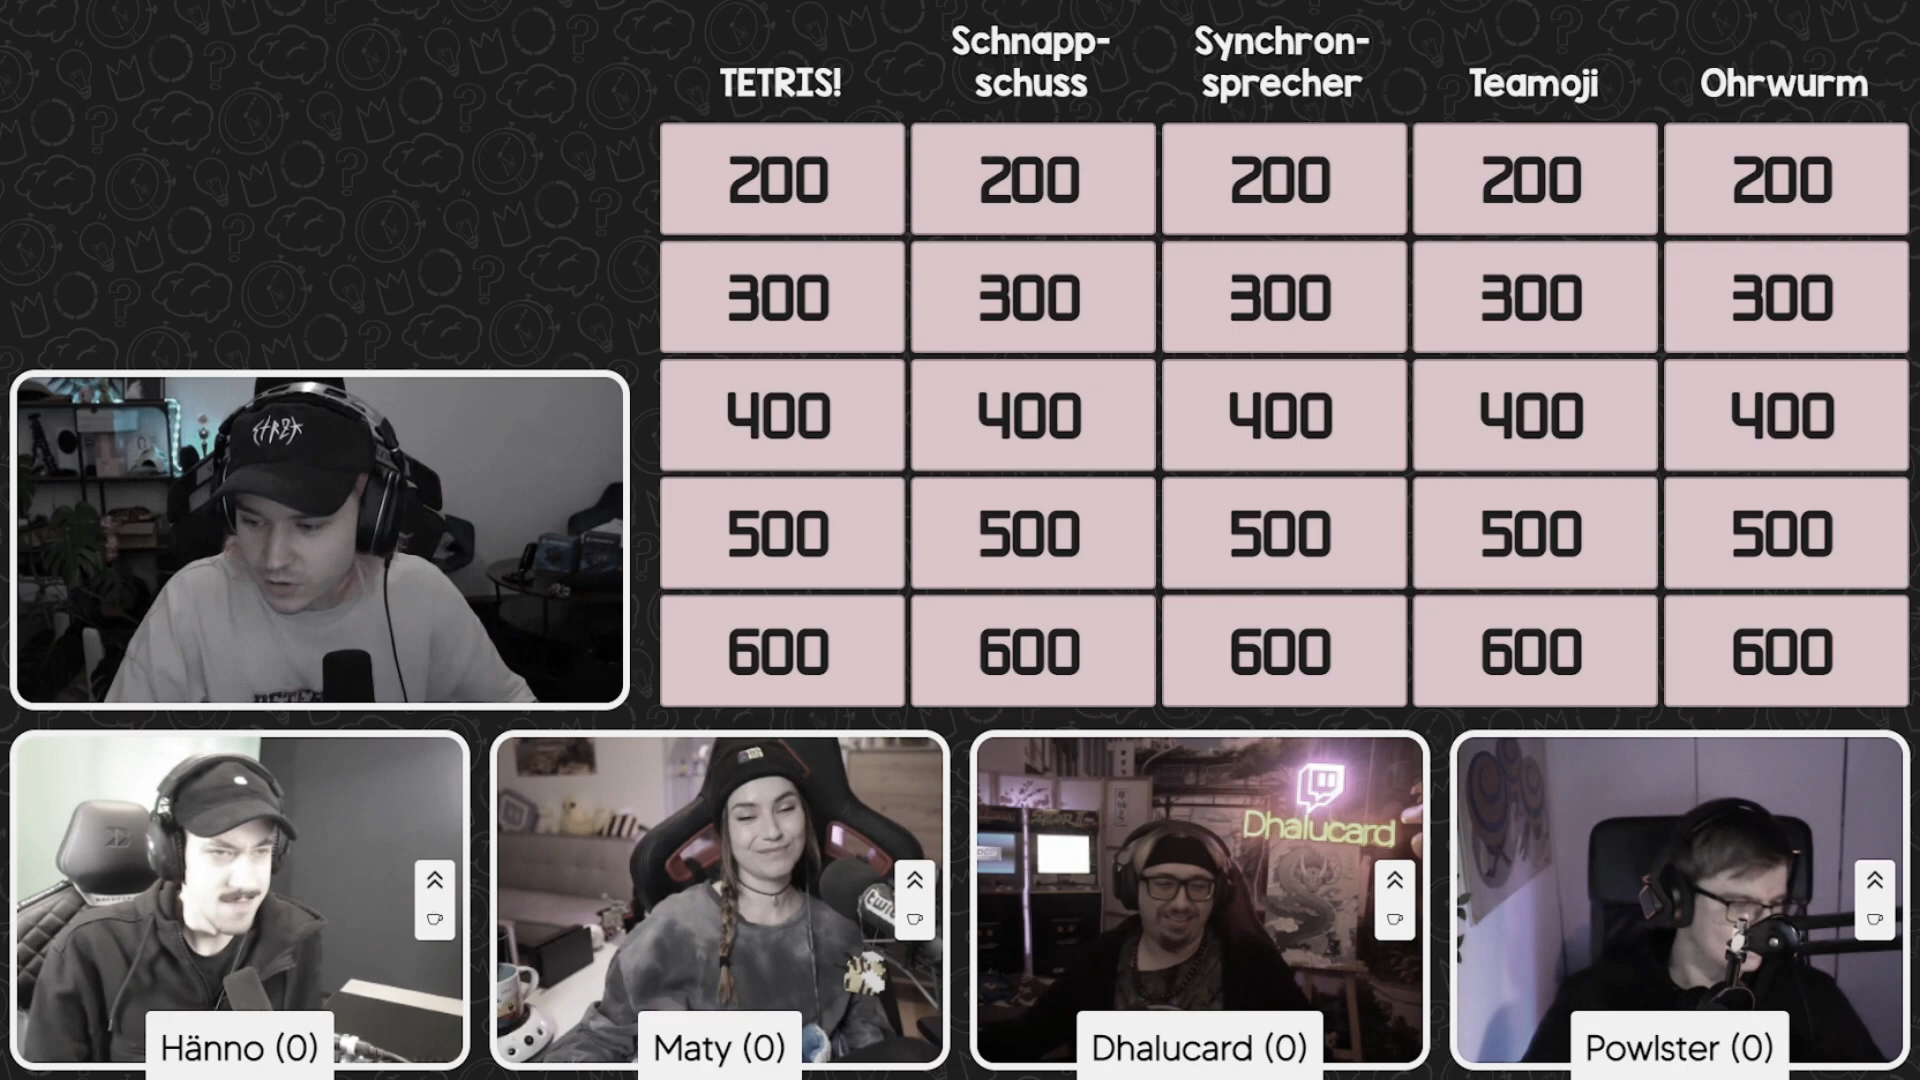 TETRIS!
Schnapp-
schuss
Synchron-
sprecher
Teamoji
Ohrwurm
200 200 200 200 200
300 300 300 300 300
400 400 400 400 400
500 500 500 500 500
600 600 600 600 600
Dhalucard
Hänno (0)
Maty (0)
Dhalucard (0)
Powlster (0)